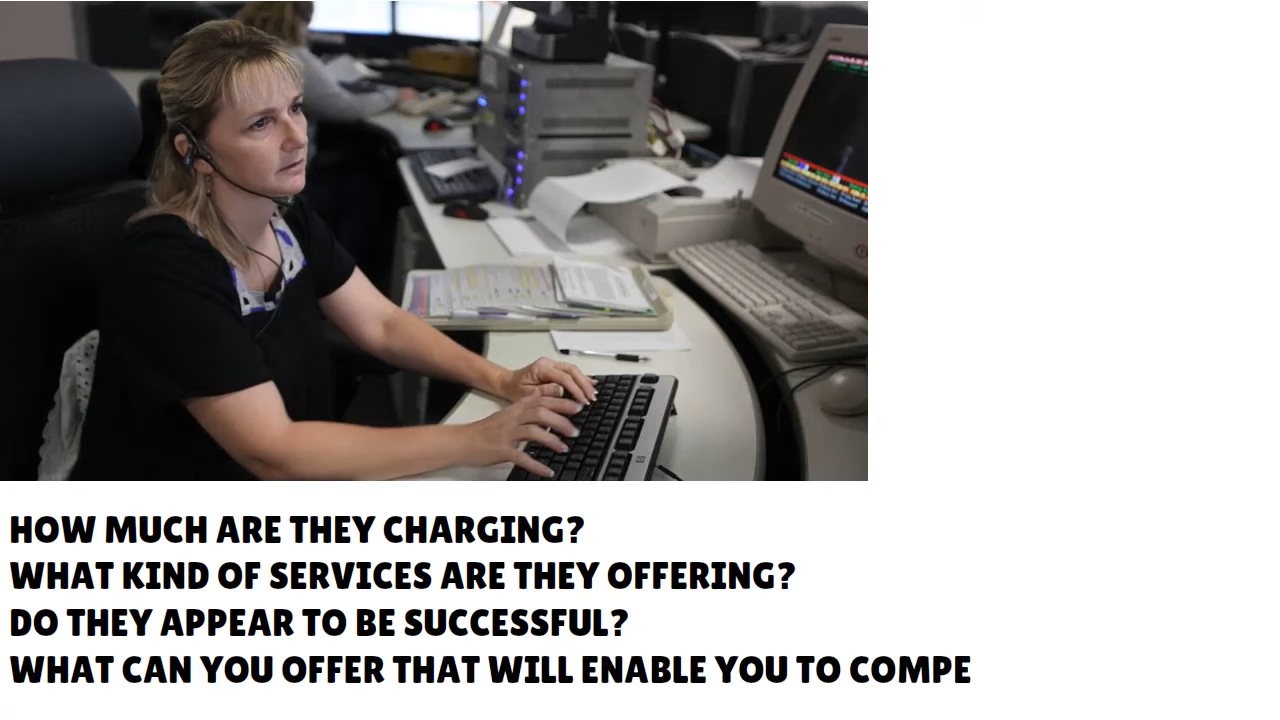 HOW MUCH ARE THEY CHARGING?
WHAT KIND OF SERVICES ARE THEY OFFERING?
DO THEY APPEAR TO BE SUCCESSFUL?
WHAT CAN YOU OFFER THAT WILL ENABLE YOU TO COMPE